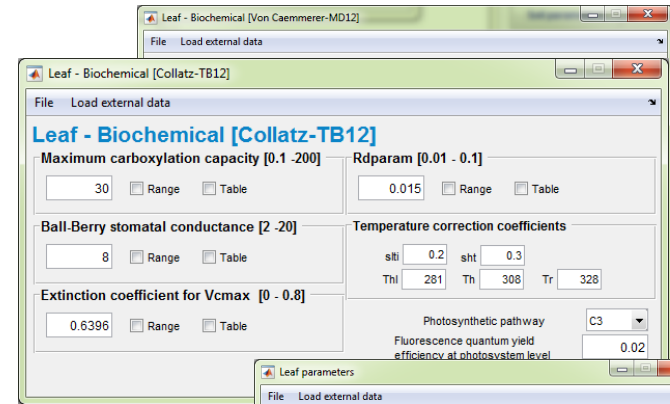 Leaf - Biochemical [Von Caemmerer-MD12]
File Load external data
Leaf - Biochemical [Collatz-TB12]
File Load external data
Leaf - Biochemical [Collatz-TB12]
Maximum carboxylation capacity [0.1 -200]
30 Range Table
Rdparam [0.01 - 0.1]
0.015 Range Table
Ball-Berry stomatal conductance [2 -20]
8 Range Table
Temperature correction coefficients
slti 0.2 sht 0.3
Thl 281 Th 308 Tr 328
Extinction coefficient for Vcmax [0 - 0.8]
0.6396 Range Table
Photosynthetic pathway C3
Fluorescence quantum yield
efficiency at photosystem level 0.02
Leaf parameters
File Load external data